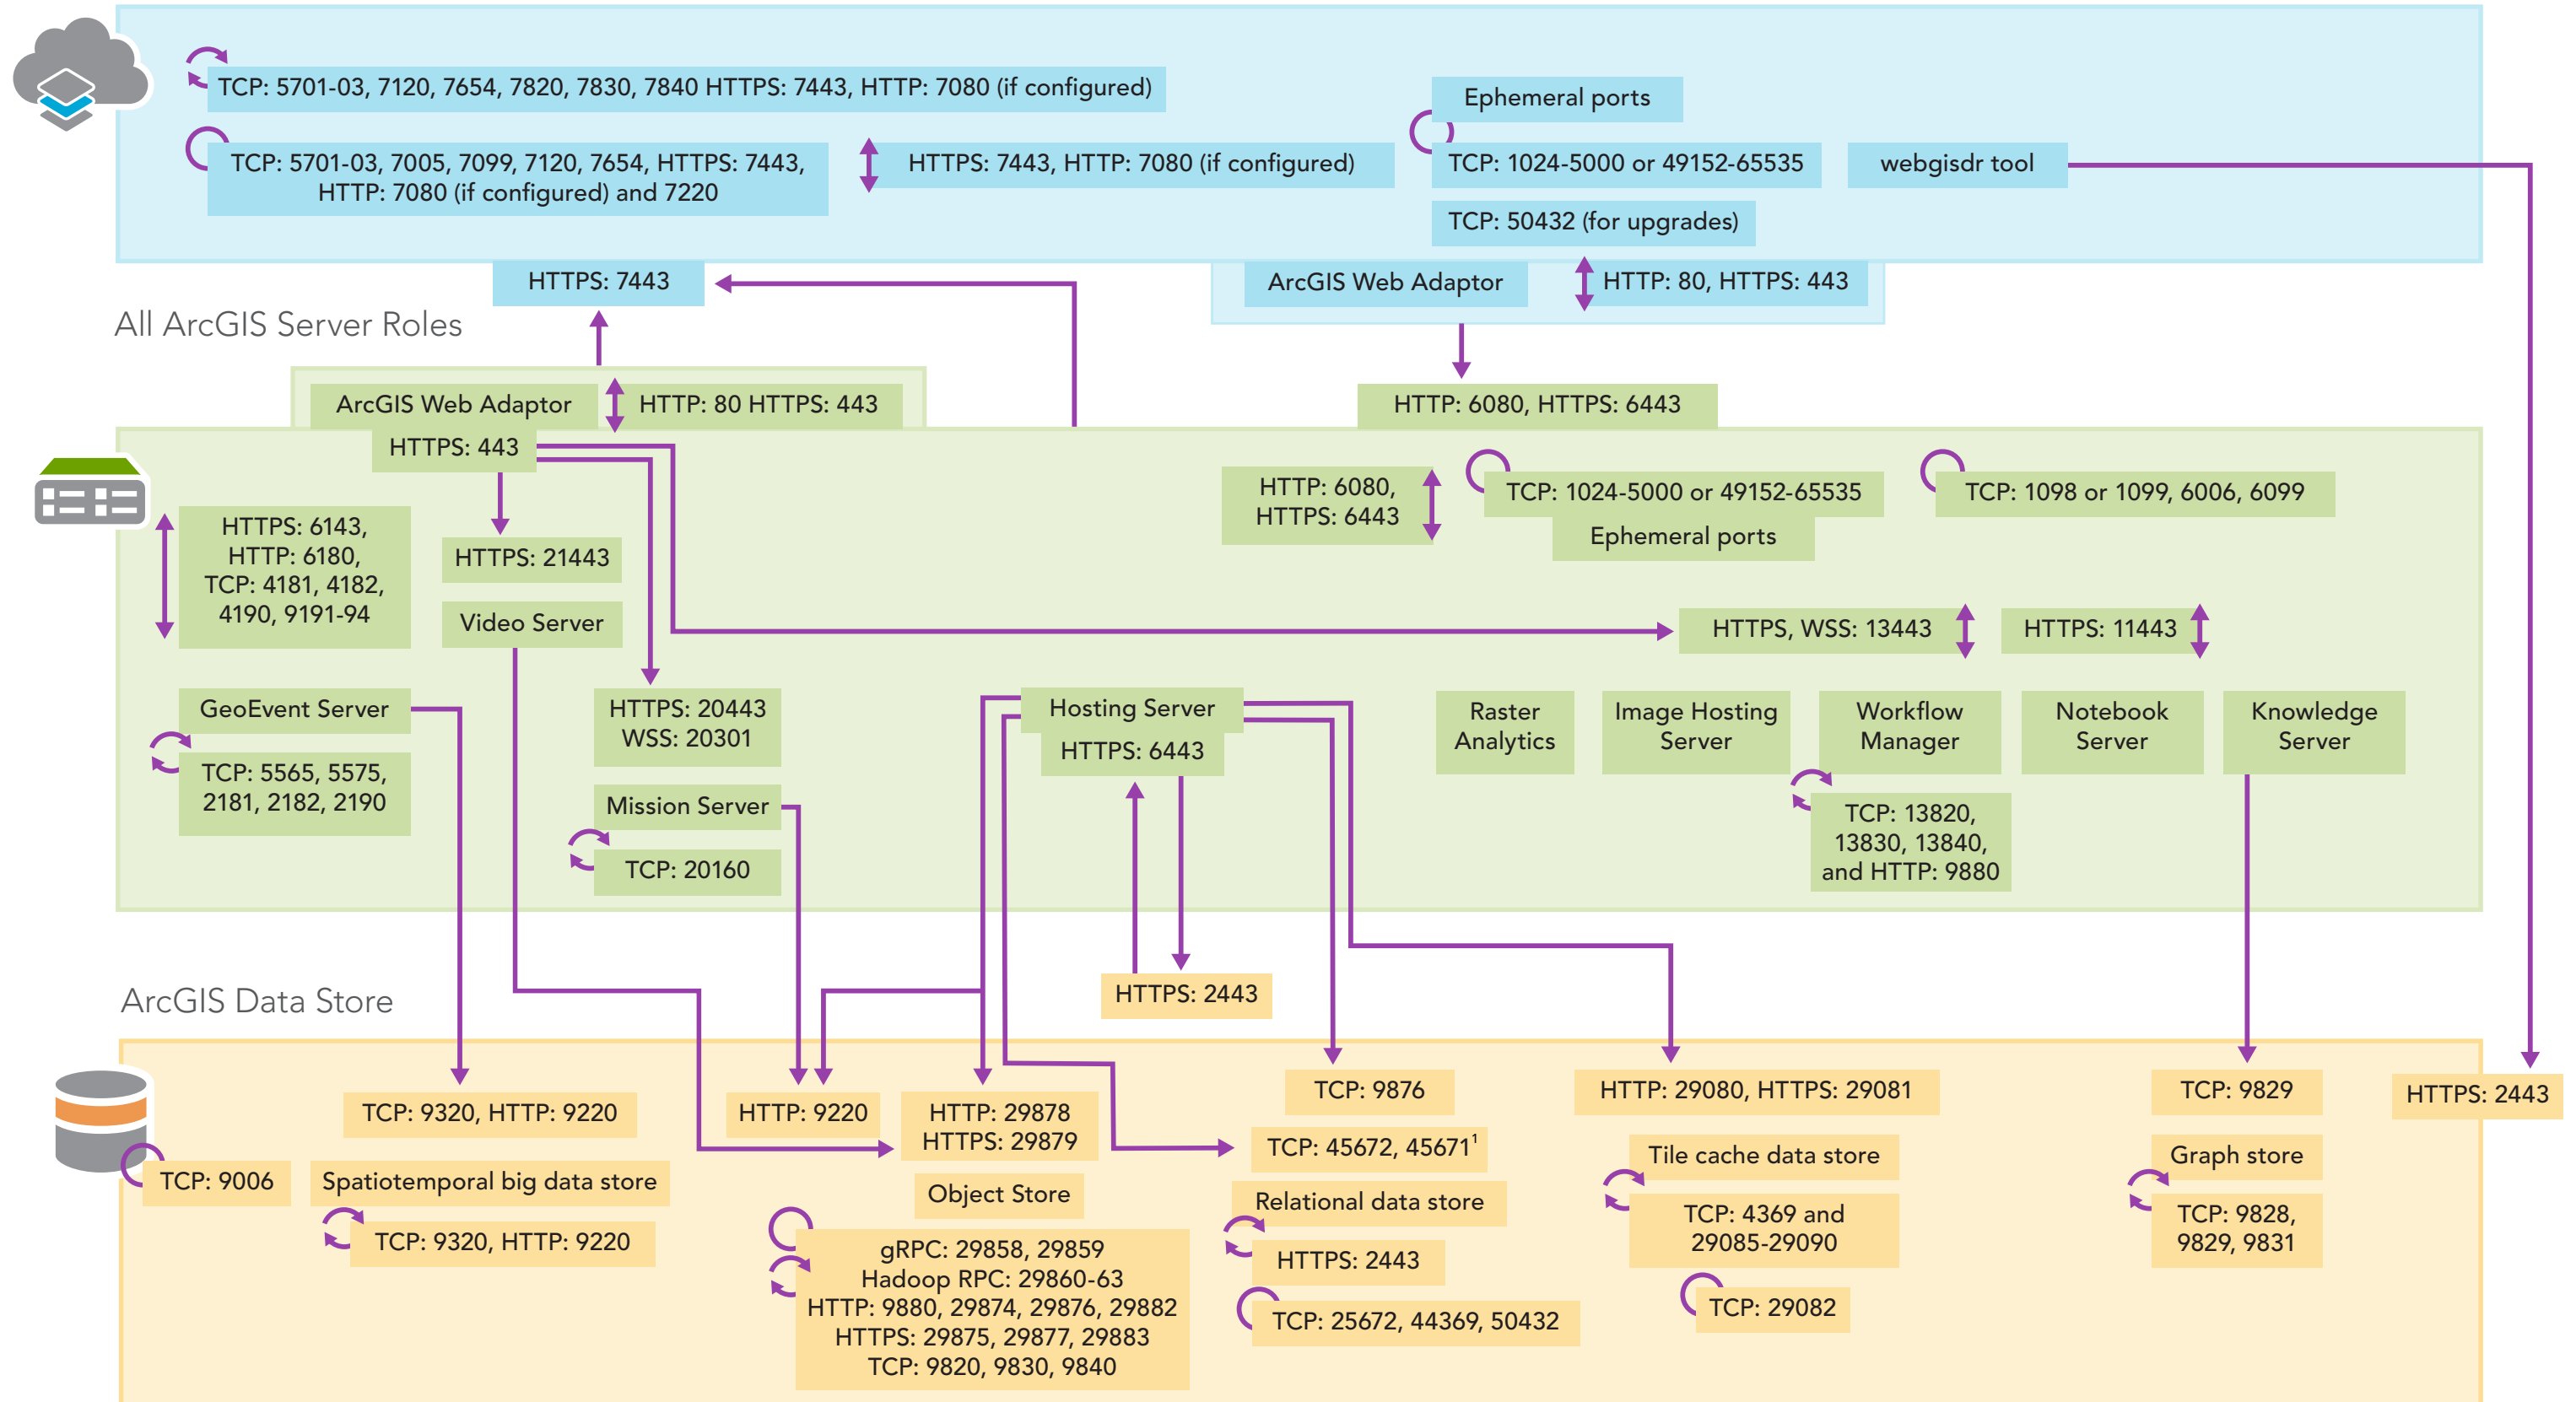 TCP: 5701-03, 7120, 7654, 7820, 7830, 7840 HTTPS: 7443, HTTP: 7080 (if configured)
TCP: 5701-03, 7005, 7099, 7120, 7654, HTTPS: 7443,
HTTP: 7080 (if configured) and 7220
HTTPS: 7443, HTTP: 7080 (if configured)
Ephemeral ports
TCP: 1024-5000 or 49152-65535
TCP: 50432 (for upgrades)
webgisdr tool
HTTPS: 7443
ArcGIS Web Adaptor
HTTP: 80, HTTPS: 443
All ArcGIS Server Roles
ArcGIS Web Adaptor
HTTP: 80 HTTPS: 443
HTTPS: 443
HTTP: 6080, HTTPS: 6443
HTTP: 6080,
HTTPS: 6443
TCP: 1024-5000 or 49152-65535
Ephemeral ports
TCP: 1098 or 1099, 6006, 6099
HTTPS: 6143,
HTTP: 6180,
TCP: 4181, 4182,
4190, 9191-94
HTTPS: 21443
Video Server
HTTPS, WSS: 13443
HTTPS: 11443
GeoEvent Server
TCP: 5565, 5575,
2181, 2182, 2190
HTTPS: 20443
WSS: 20301
Mission Server
TCP: 20160
Hosting Server
HTTPS: 6443
Raster
Analytics
Image Hosting
Server
Workflow
Manager
TCP: 13820,
13830, 13840,
and HTTP: 9880
Notebook
Server
Knowledge
Server
HTTPS: 2443
ArcGIS Data Store
TCP: 9006
TCP: 9320, HTTP: 9220
Spatiotemporal big data store
TCP: 9320, HTTP: 9220
HTTP: 9220
HTTP: 29878
HTTPS: 29879
Object Store
gRPC: 29858, 29859
Hadoop RPC: 29860-63
HTTP: 9880, 29874, 29876, 29882
HTTPS: 29875, 29877, 29883
TCP: 9820, 9830, 9840
TCP: 9876
TCP: 45672, 45671¹
Relational data store
HTTPS: 2443
TCP: 25672, 44369, 50432
HTTP: 29080, HTTPS: 29081
Tile cache data store
TCP: 4369 and
29085-29090
TCP: 29082
TCP: 9829
Graph store
TCP: 9828,
9829, 9831
HTTPS: 2443